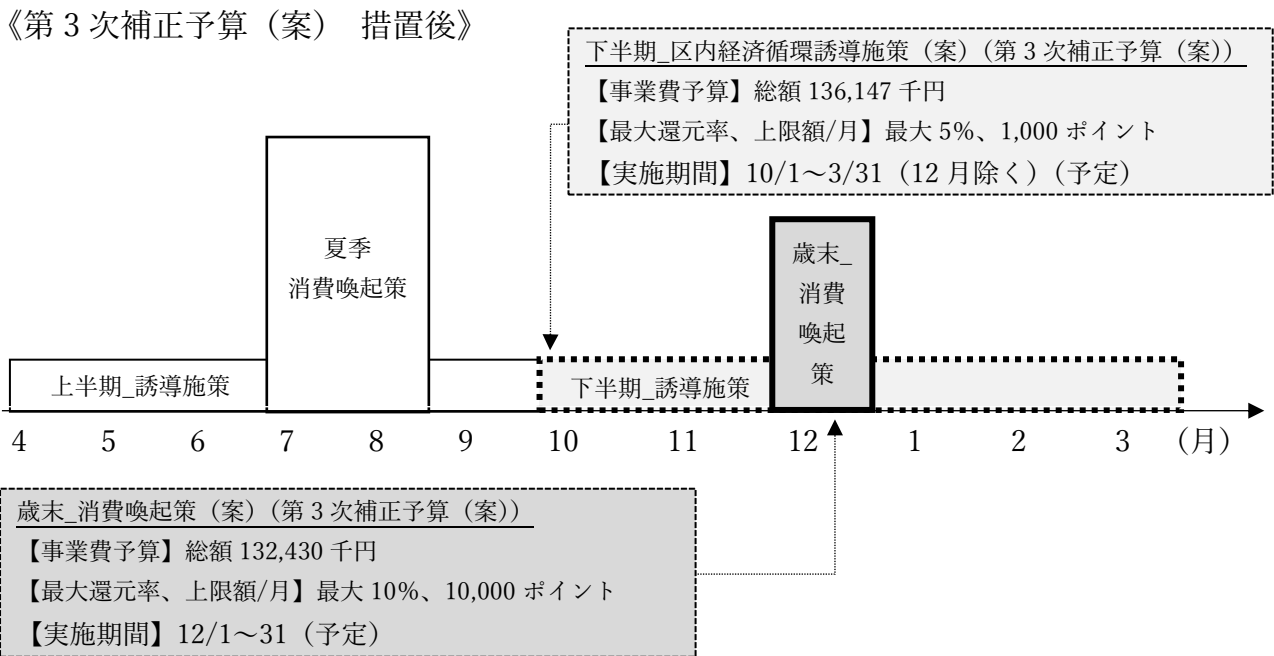 《第3次補正予算（案） 措置後》
下半期_区内経済循環誘導施策（案）（第3次補正予算（案））
【事業費予算】総額 136,147 千円
【最大還元率、上限額/月】最大 5%、1,000 ポイント
【実施期間】10/1～3/31（12 月除く）（予定）
夏季
消費喚起策
歳末_
消費
喚起
策
上半期_誘導施策
下半期_誘導施策
4 5 6 7 8 9 10 11 12 1 2 3 （月）
歳末_消費喚起策（案）（第3次補正予算（案））
【事業費予算】総額 132,430 千円
【最大還元率、上限額/月】最大 10%、10,000 ポイント
【実施期間】12/1～31（予定）